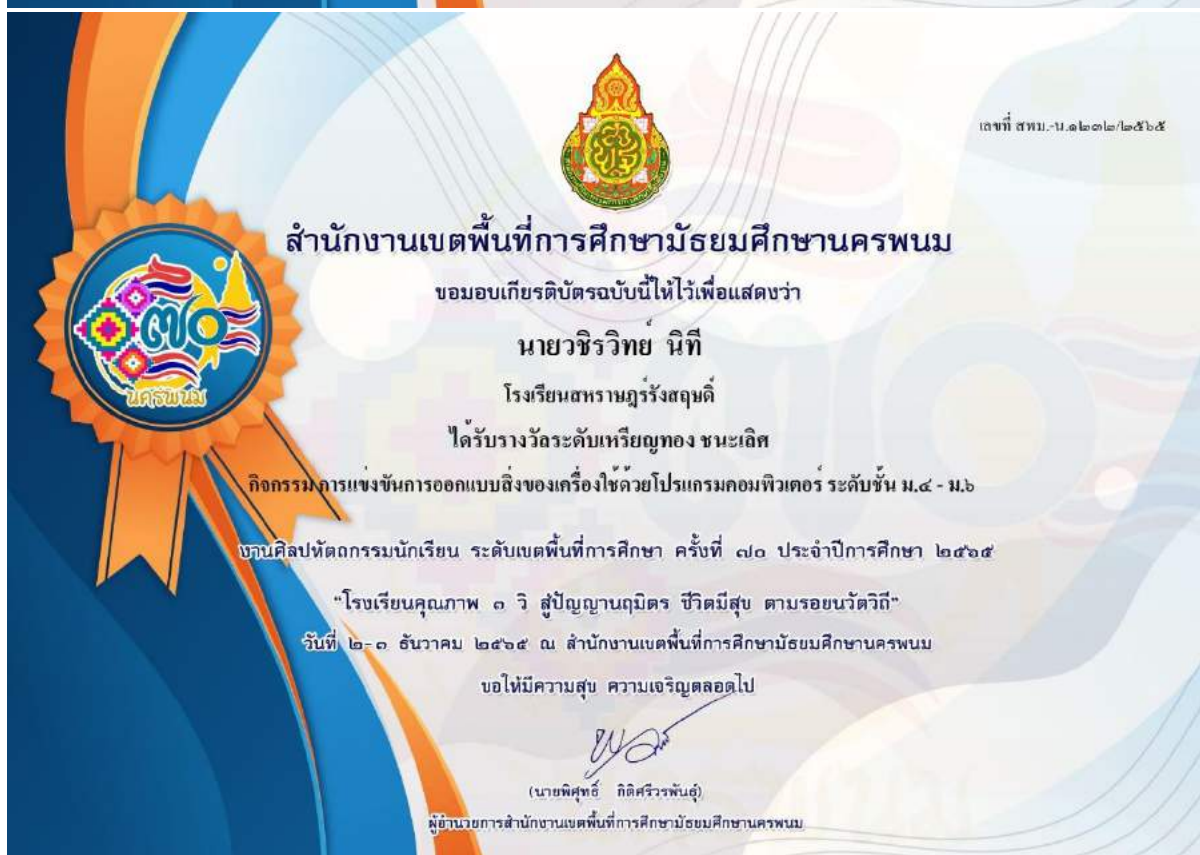 เลขที่ สพม.-น.๑๒๓๒/๒๕๖๕
สำนักงานเขตพื้นที่การศึกษามัธยมศึกษานครพนม
ขอมอบเกียรติบัตรฉบับนี้ให้ไว้เพื่อแสดงว่า
นายวชิรวิทย์ นิที
โรงเรียนสหราษฎร์รังสฤษดิ์
ได้รับรางวัลระดับเหรียญทอง ชนะเลิศ
กิจกรรม การแข่งขันการออกแบบสิ่งของเครื่องใช้ด้วยโปรแกรมคอมพิวเตอร์ ระดับชั้น ม.๔ - ม.๖
งานศิลปหัตถกรรมนักเรียน ระดับเขตพื้นที่การศึกษา ครั้งที่ ๗๐ ประจำปีการศึกษา ๒๕๖๕
"โรงเรียนคุณภาพ ๓ วิ สู่ปัญญานฤมิตร ชีวิตมีสุข ตามรอยนวัตวิถี"
วันที่ ๒-๓ ธันวาคม ๒๕๖๕ ณ สำนักงานเขตพื้นที่การศึกษามัธยมศึกษานครพนม
ขอให้มีความสุข ความเจริญตลอดไป
(นายพิศุทธิ์ กิติศรีวรพันธุ์)
ผู้อำนวยการสำนักงานเขตพื้นที่การศึกษามัธยมศึกษานครพนม
๗๐
นครพนม